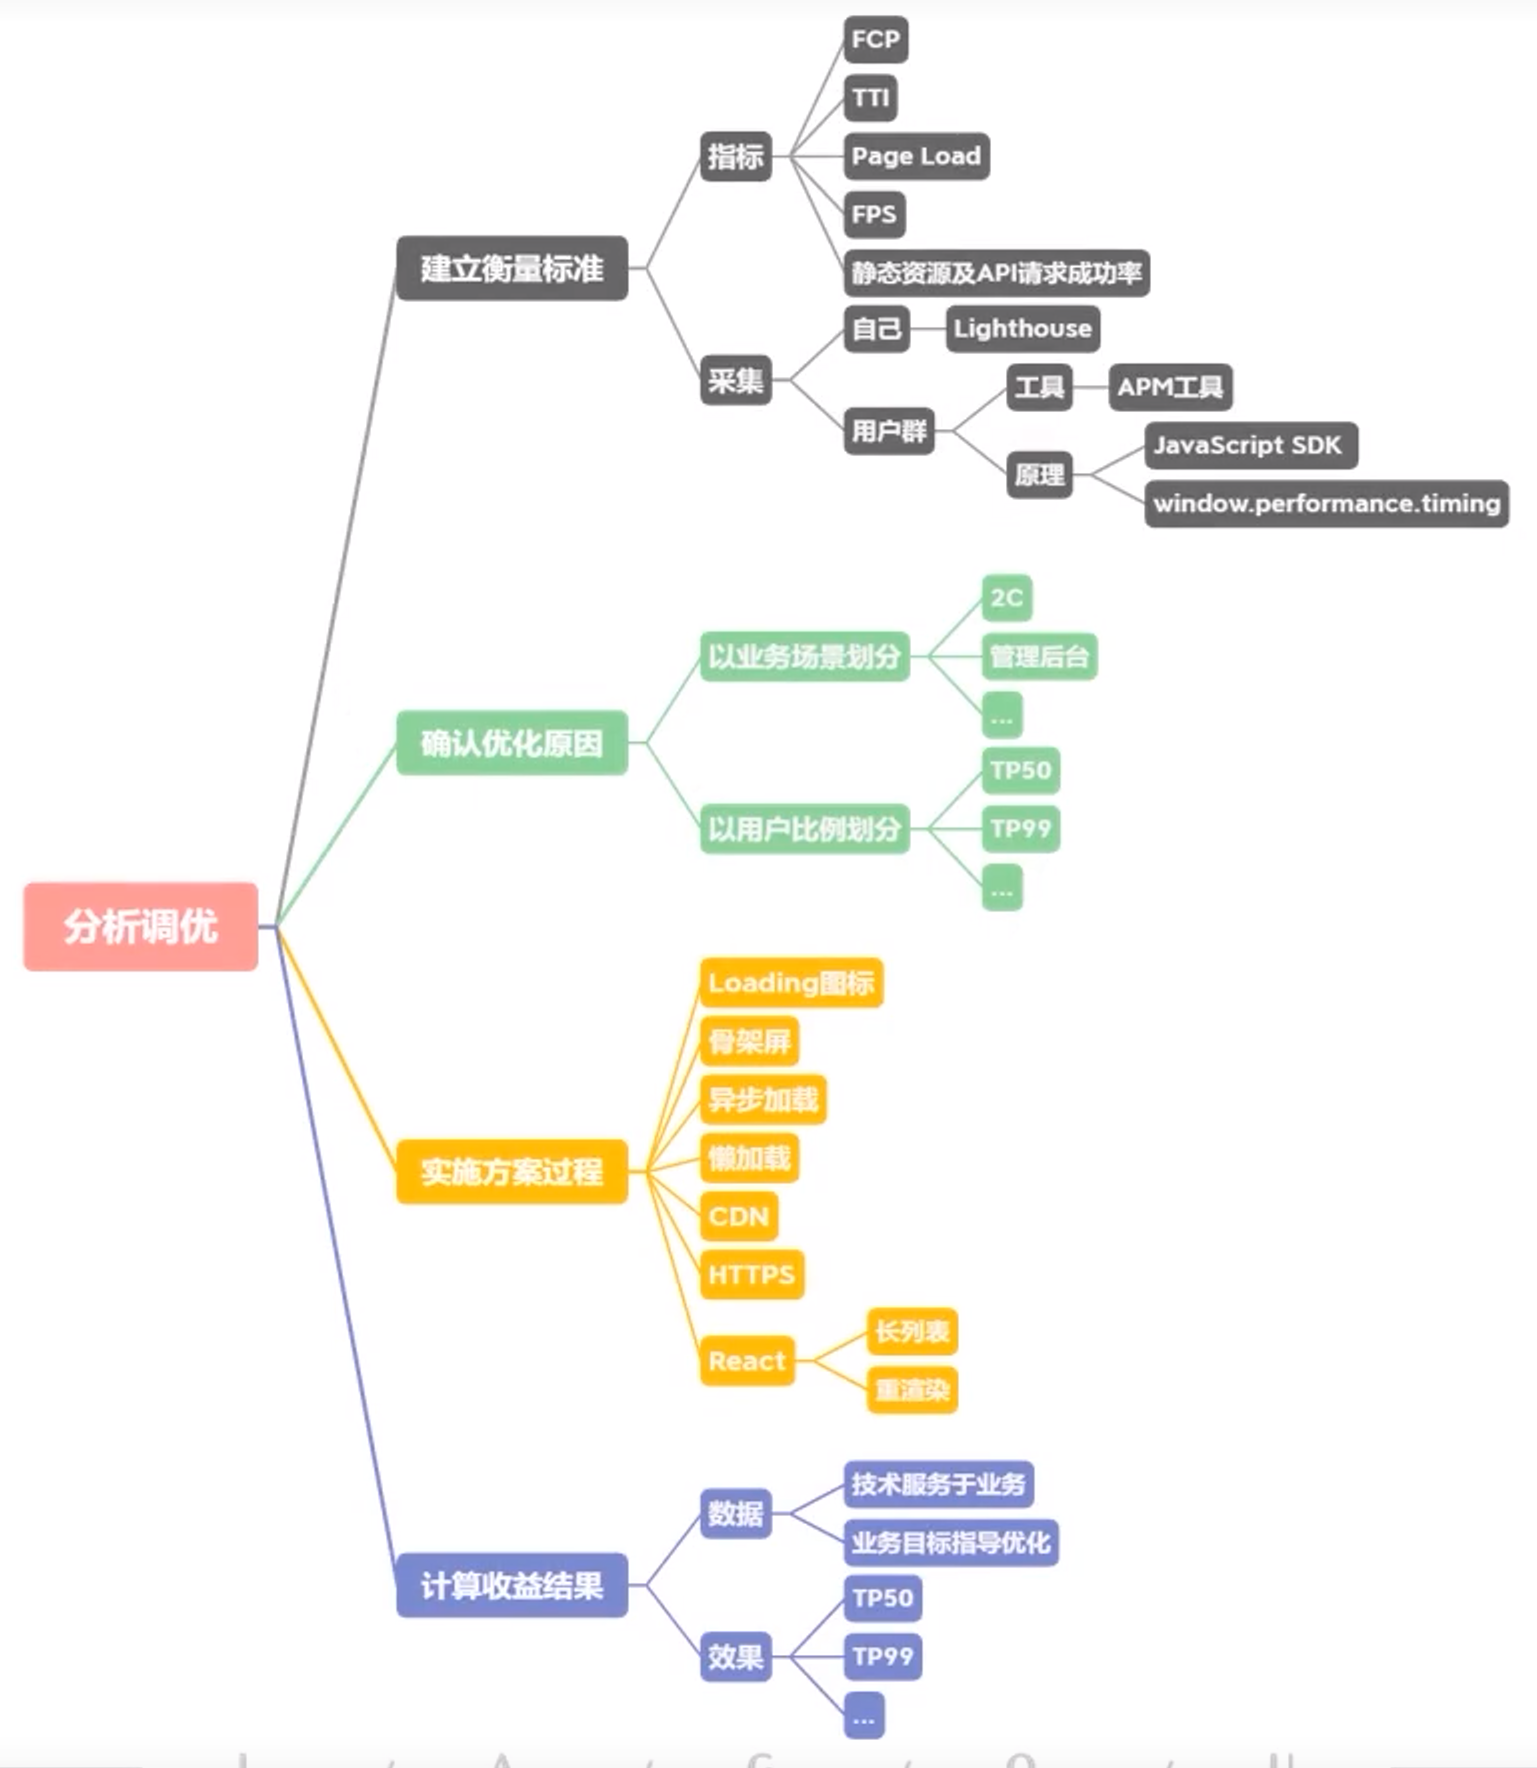 分析调优
建立衡量标准
指标
FCP
TTI
Page Load
FPS
静态资源及API请求成功率
采集
自己
Lighthouse
用户群
工具
APM工具
原理
JavaScript SDK
window.performance.timing
确认优化原因
以业务场景划分
2C
管理后台
...
以用户比例划分
TP50
TP99
...
实施方案过程
Loading图标
骨架屏
异步加载
懒加载
CDN
HTTPS
React
长列表
重渲染
计算收益结果
数据
技术服务于业务
业务目标指导优化
效果
TP50
TP99
...